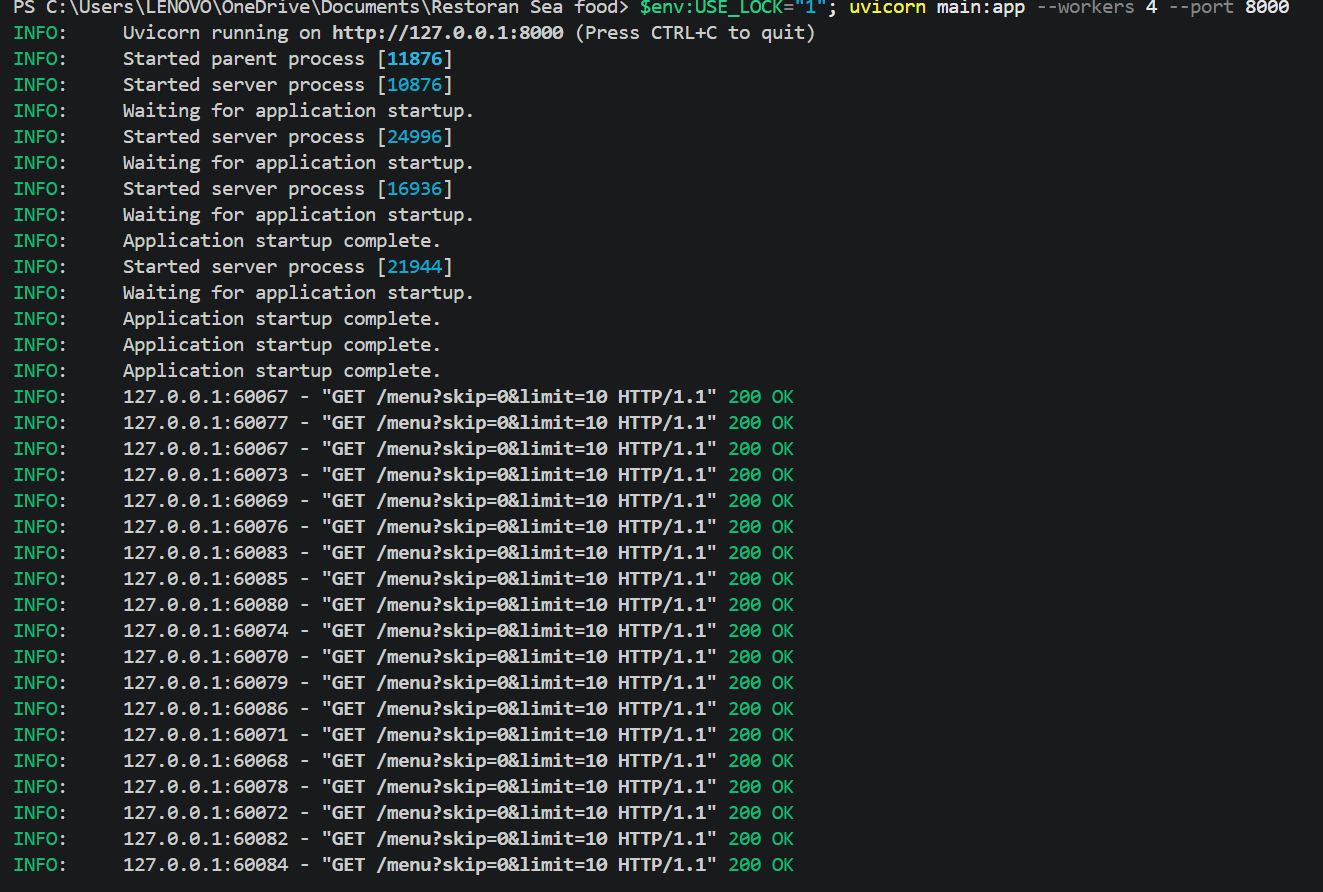 PS C:\Users\LENOVO\OneDrive\Documents\Restoran Sea food> $env:USE_LOCK="1"; uvicorn main:app --workers 4 --port 8000
INFO:     Uvicorn running on http://127.0.0.1:8000 (Press CTRL+C to quit)
INFO:     Started parent process [11876]
INFO:     Started server process [10876]
INFO:     Waiting for application startup.
INFO:     Started server process [24996]
INFO:     Waiting for application startup.
INFO:     Started server process [16936]
INFO:     Waiting for application startup.
INFO:     Application startup complete.
INFO:     Started server process [21944]
INFO:     Waiting for application startup.
INFO:     Application startup complete.
INFO:     Application startup complete.
INFO:     Application startup complete.
INFO:     127.0.0.1:60067 - "GET /menu?skip=0&limit=10 HTTP/1.1" 200 OK
INFO:     127.0.0.1:60077 - "GET /menu?skip=0&limit=10 HTTP/1.1" 200 OK
INFO:     127.0.0.1:60067 - "GET /menu?skip=0&limit=10 HTTP/1.1" 200 OK
INFO:     127.0.0.1:60073 - "GET /menu?skip=0&limit=10 HTTP/1.1" 200 OK
INFO:     127.0.0.1:60069 - "GET /menu?skip=0&limit=10 HTTP/1.1" 200 OK
INFO:     127.0.0.1:60076 - "GET /menu?skip=0&limit=10 HTTP/1.1" 200 OK
INFO:     127.0.0.1:60083 - "GET /menu?skip=0&limit=10 HTTP/1.1" 200 OK
INFO:     127.0.0.1:60085 - "GET /menu?skip=0&limit=10 HTTP/1.1" 200 OK
INFO:     127.0.0.1:60080 - "GET /menu?skip=0&limit=10 HTTP/1.1" 200 OK
INFO:     127.0.0.1:60074 - "GET /menu?skip=0&limit=10 HTTP/1.1" 200 OK
INFO:     127.0.0.1:60070 - "GET /menu?skip=0&limit=10 HTTP/1.1" 200 OK
INFO:     127.0.0.1:60079 - "GET /menu?skip=0&limit=10 HTTP/1.1" 200 OK
INFO:     127.0.0.1:60086 - "GET /menu?skip=0&limit=10 HTTP/1.1" 200 OK
INFO:     127.0.0.1:60071 - "GET /menu?skip=0&limit=10 HTTP/1.1" 200 OK
INFO:     127.0.0.1:60068 - "GET /menu?skip=0&limit=10 HTTP/1.1" 200 OK
INFO:     127.0.0.1:60078 - "GET /menu?skip=0&limit=10 HTTP/1.1" 200 OK
INFO:     127.0.0.1:60072 - "GET /menu?skip=0&limit=10 HTTP/1.1" 200 OK
INFO:     127.0.0.1:60082 - "GET /menu?skip=0&limit=10 HTTP/1.1" 200 OK
INFO:     127.0.0.1:60084 - "GET /menu?skip=0&limit=10 HTTP/1.1" 200 OK